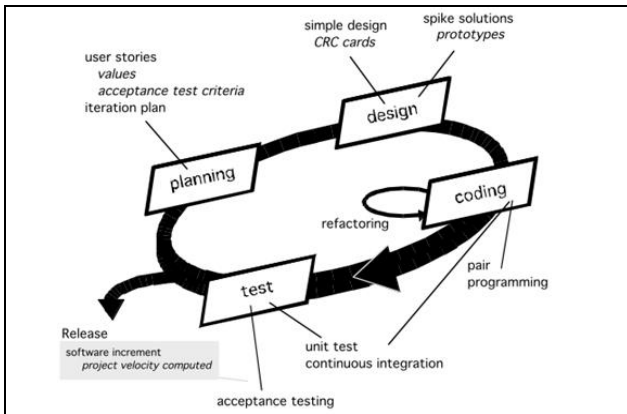 simple design
CRC cards
spike solutions
prototypes
user stories
values
acceptance test criteria
iteration plan
design
planning
coding
refactoring
pair
programming
test
unit test
continuous integration
Release
software increment
project velocity computed
acceptance testing